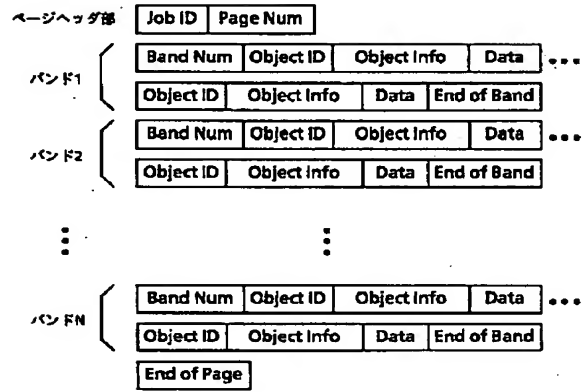 ページヘッダ部 Job ID Page Num
バンド1 Band Num Object ID Object Info Data •••
Object ID Object Info Data End of Band
バンド2 Band Num Object ID Object Info Data •••
Object ID Object Info Data End of Band
バンドN Band Num Object ID Object Info Data •••
Object ID Object Info Data End of Band
End of Page